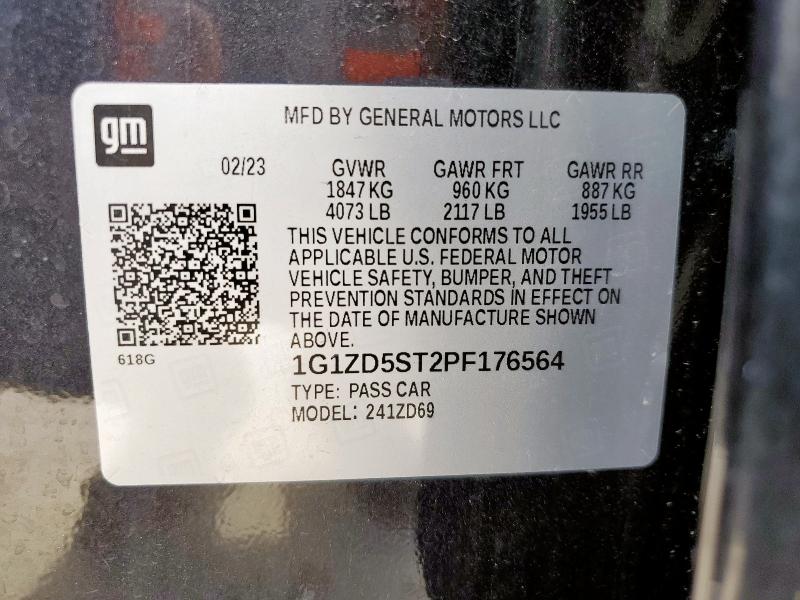 gm
MFD BY GENERAL MOTORS LLC
02/23 GVWR GAWR FRT GAWR RR
1847 KG 960 KG 887 KG
4073 LB 2117 LB 1955 LB
THIS VEHICLE CONFORMS TO ALL
APPLICABLE U.S. FEDERAL MOTOR
VEHICLE SAFETY, BUMPER, AND THEFT
PREVENTION STANDARDS IN EFFECT ON
THE DATE OF MANUFACTURE SHOWN
ABOVE.
618G
1G1ZD5ST2PF176564
TYPE: PASS CAR
MODEL: 241ZD69